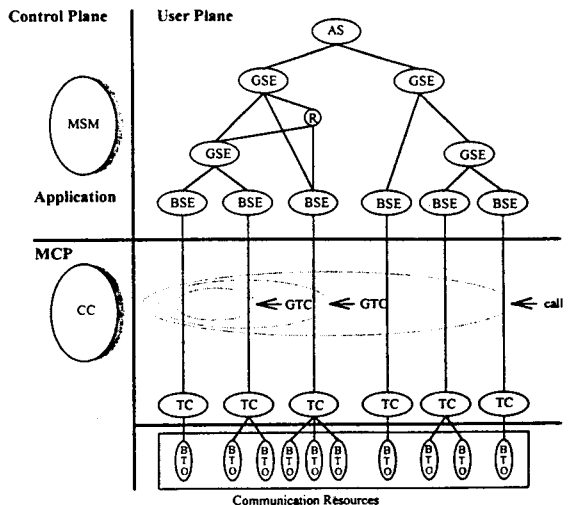 Control Plane
User Plane
AS
GSE
GSE
MSM
R
GSE
GSE
Application
BSE
BSE
BSE
BSE
BSE
BSE
MCP
CC
GTC
GTC
call
TC
TC
TC
TC
TC
TC
BTO
BTO
BTO
BTO
BTO
BTO
BTO
BTO
BTO
BTO
Communication Resources